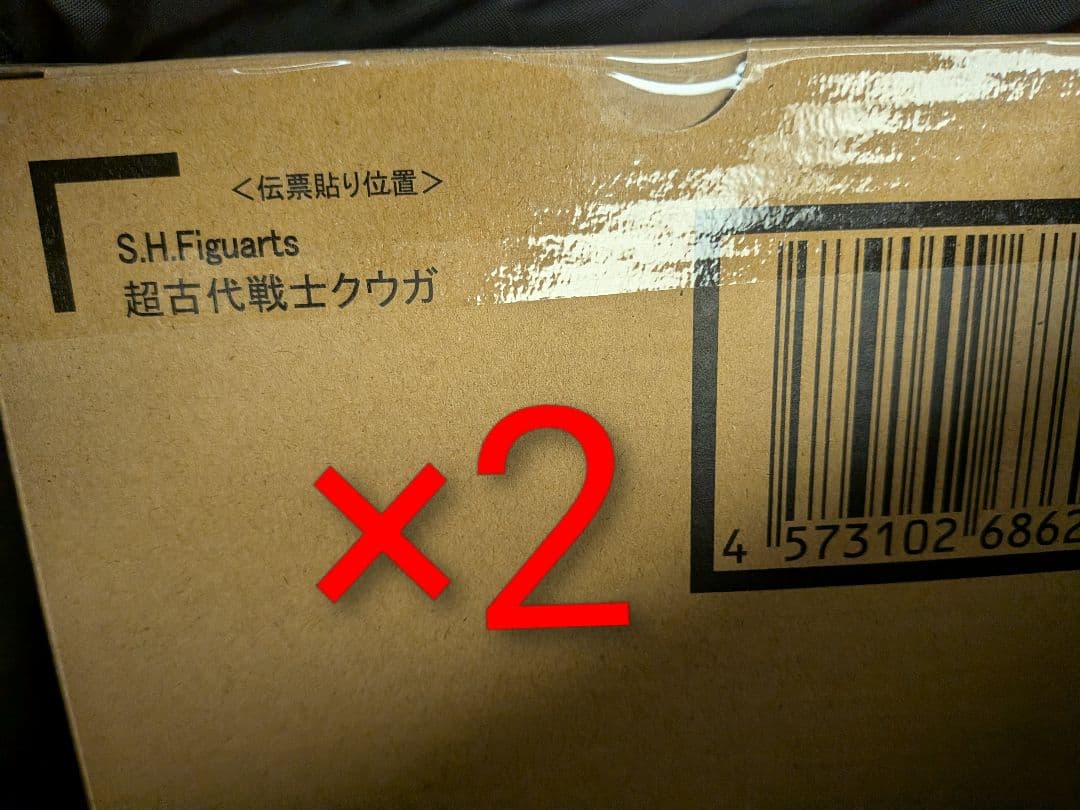 <伝票貼り位置>
S.H.Figuarts
超古代戦士クウガ
×2
4 573102 6862